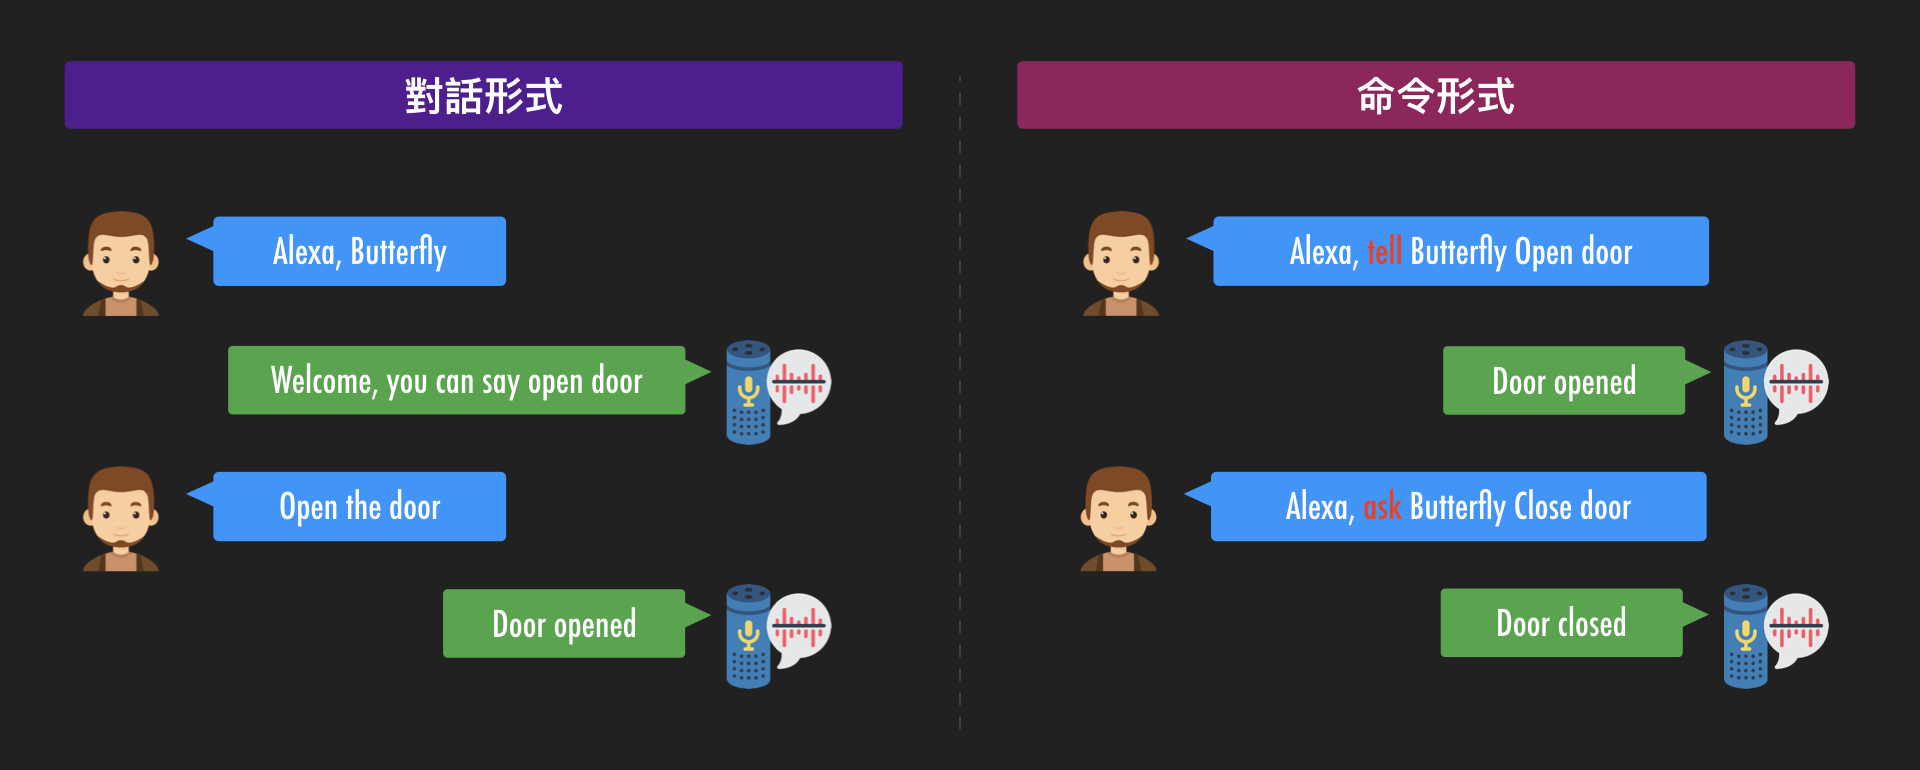 對話形式
Alexa, Butterfly
Welcome, you can say open door
Open the door
Door opened
命令形式
Alexa, tell Butterfly Open door
Door opened
Alexa, ask Butterfly Close door
Door closed